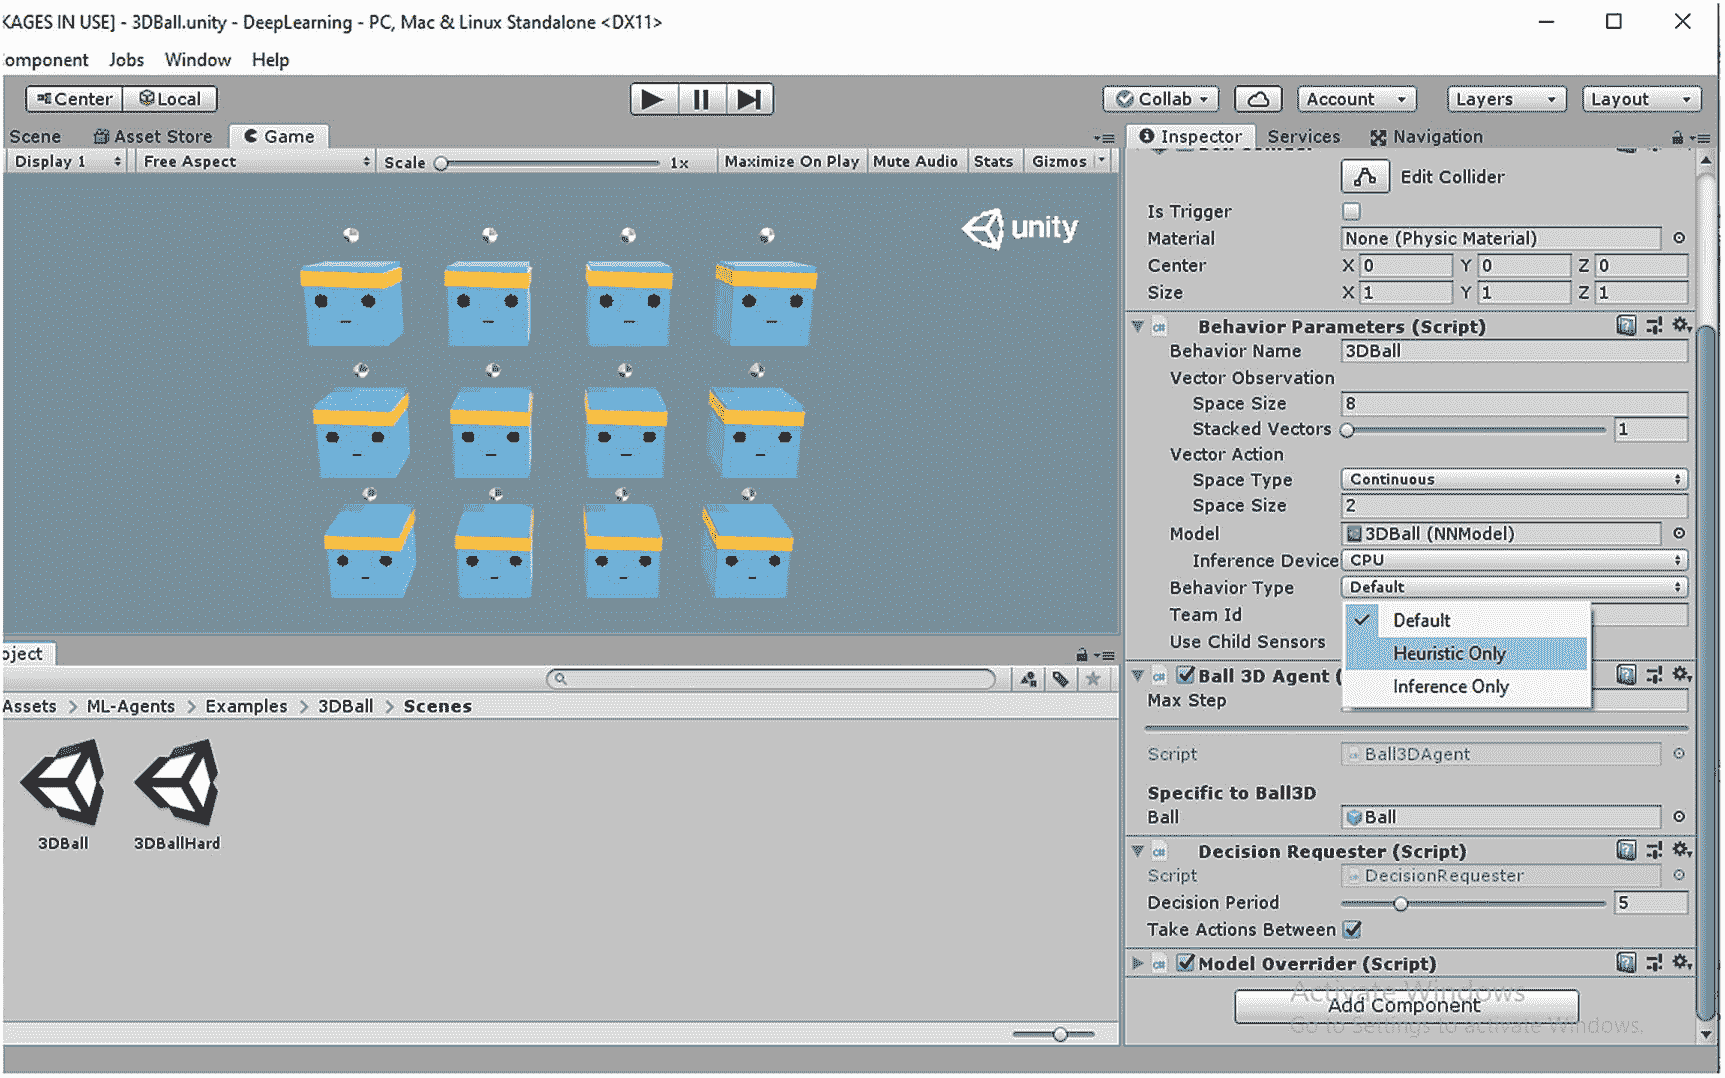 KAGES IN USE] - 3DBall.unity - DeepLearning - PC, Mac & Linux Standalone <DX11>
omponent Jobs Window Help
Center Local Collab Account Layers Layout
Scene Asset Store Game
Display 1 Free Aspect Scale 1x Maximize On Play Mute Audio Stats Gizmos
unity
oject
Assets > ML-Agents > Examples > 3DBall > Scenes
3DBall 3DBallHard
Inspector Services Navigation
Edit Collider
Is Trigger
Material None (Physic Material)
Center X 0 Y 0 Z 0
Size X 1 Y 1 Z 1
Behavior Parameters (Script)
Behavior Name 3DBall
Vector Observation
Space Size 8
Stacked Vectors 1
Vector Action
Space Type Continuous
Space Size 2
Model 3DBall (NNModel)
Inference Device CPU
Behavior Type Default
Team Id Default
Use Child Sensors Heuristic Only
Ball 3D Agent ( Inference Only
Max Step
Script Ball3DAgent
Specific to Ball3D
Ball Ball
Decision Requester (Script)
Script DecisionRequester
Decision Period 5
Take Actions Between
Model Overrider (Script)
Activate Windows
Add Component
Go to Settings to activate Windows.